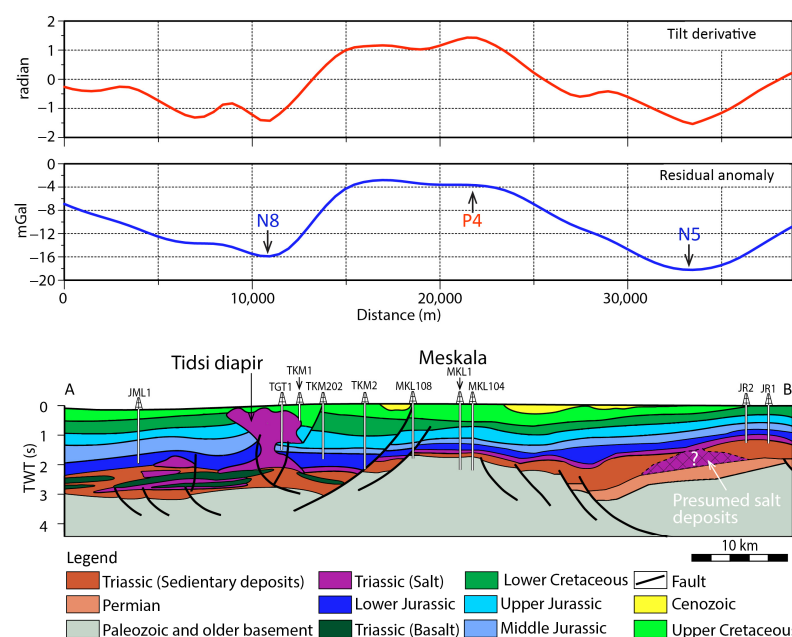 2
1
0
−1
−2
radian
Tilt derivative
0
−4
−8
−12
−16
−20
mGal
Residual anomaly
N8
P4
N5
0
10,000
20,000
30,000
Distance (m)
Tidsi diapir
Meskala
A
B
JML1
TGT1
TKM1
TKM202
TKM2
MKL108
MKL1
MKL104
JR2
JR1
0
1
2
3
4
TWT (s)
?
Presumed salt
deposits
10 km
Legend
Triassic (Sedientary deposits)
Triassic (Salt)
Lower Cretaceous
Fault
Permian
Lower Jurassic
Upper Jurassic
Cenozoic
Paleozoic and older basement
Triassic (Basalt)
Middle Jurassic
Upper Cretaceous